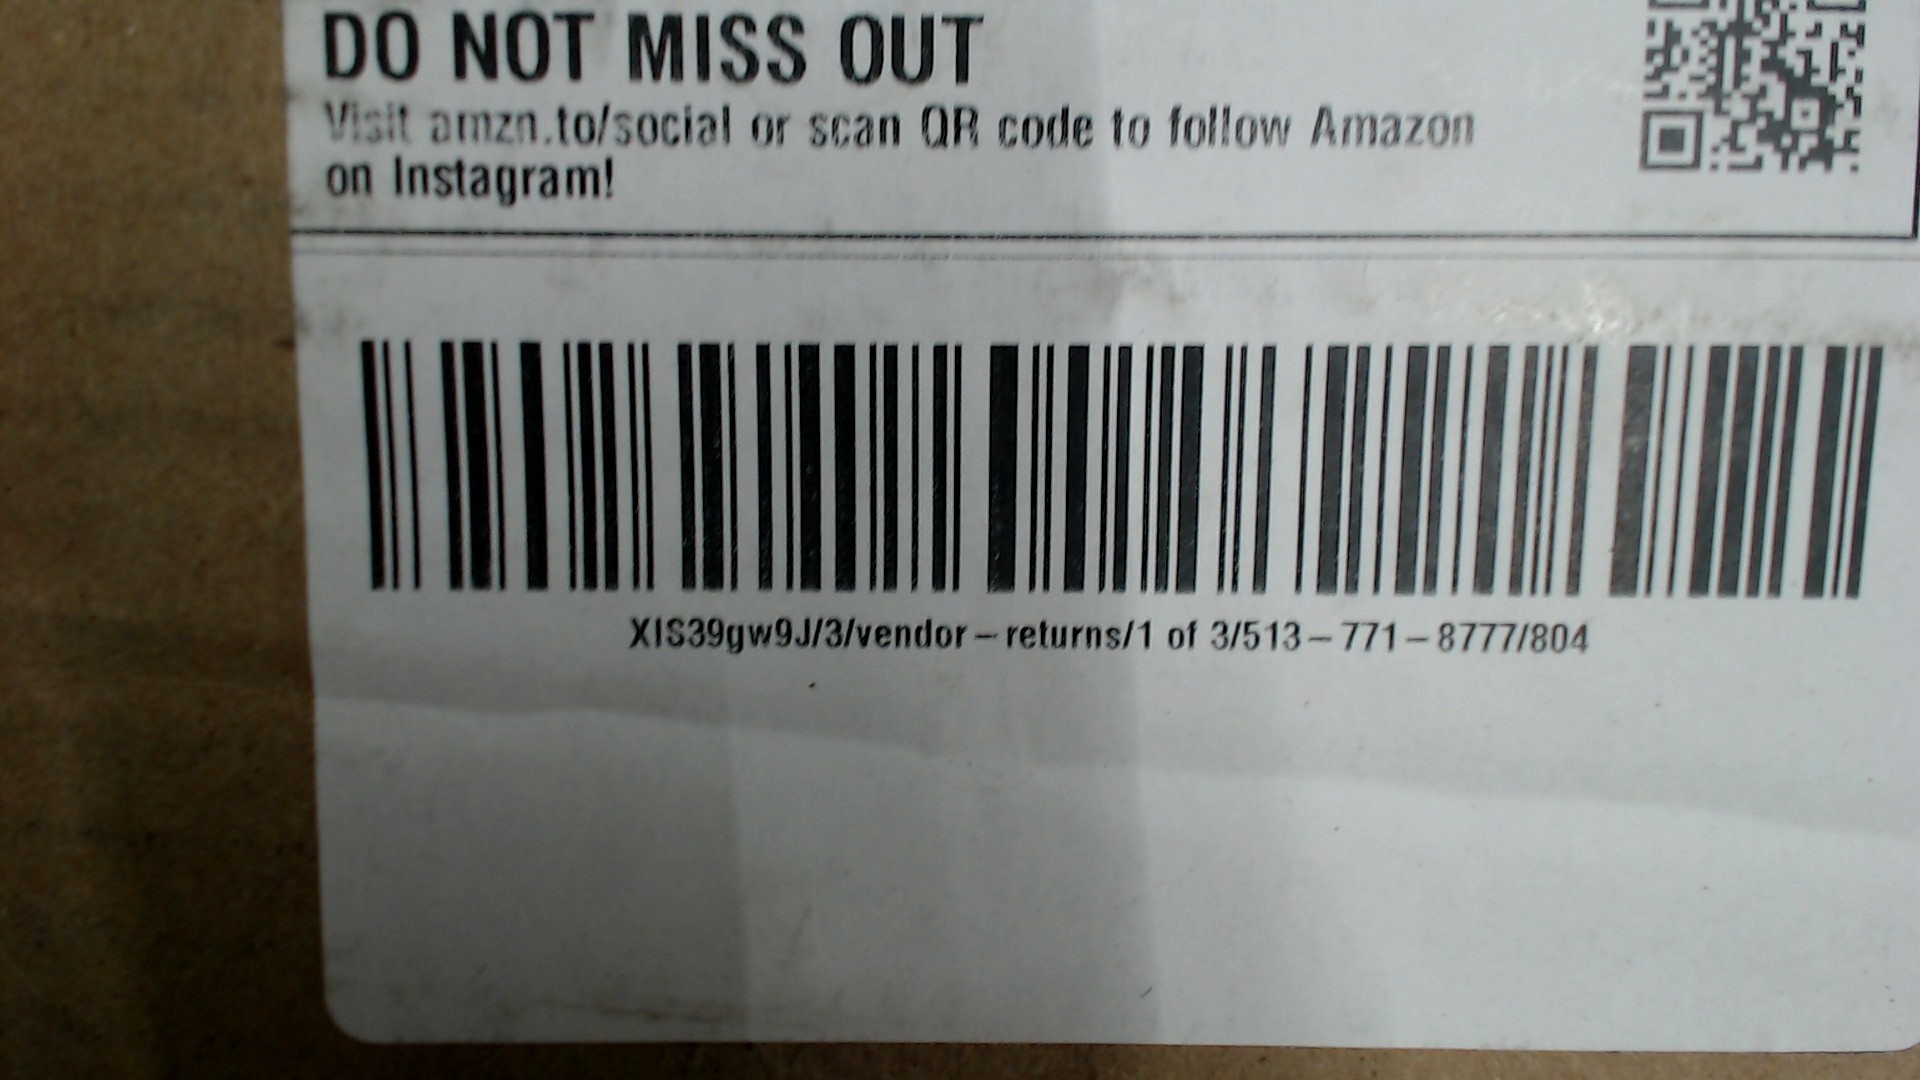 DO NOT MISS OUT
Visit amzn.to/social or scan QR code to follow Amazon
on Instagram!
XIS39gw9J/3/vendor-returns/1 of 3/513-771-8777/804